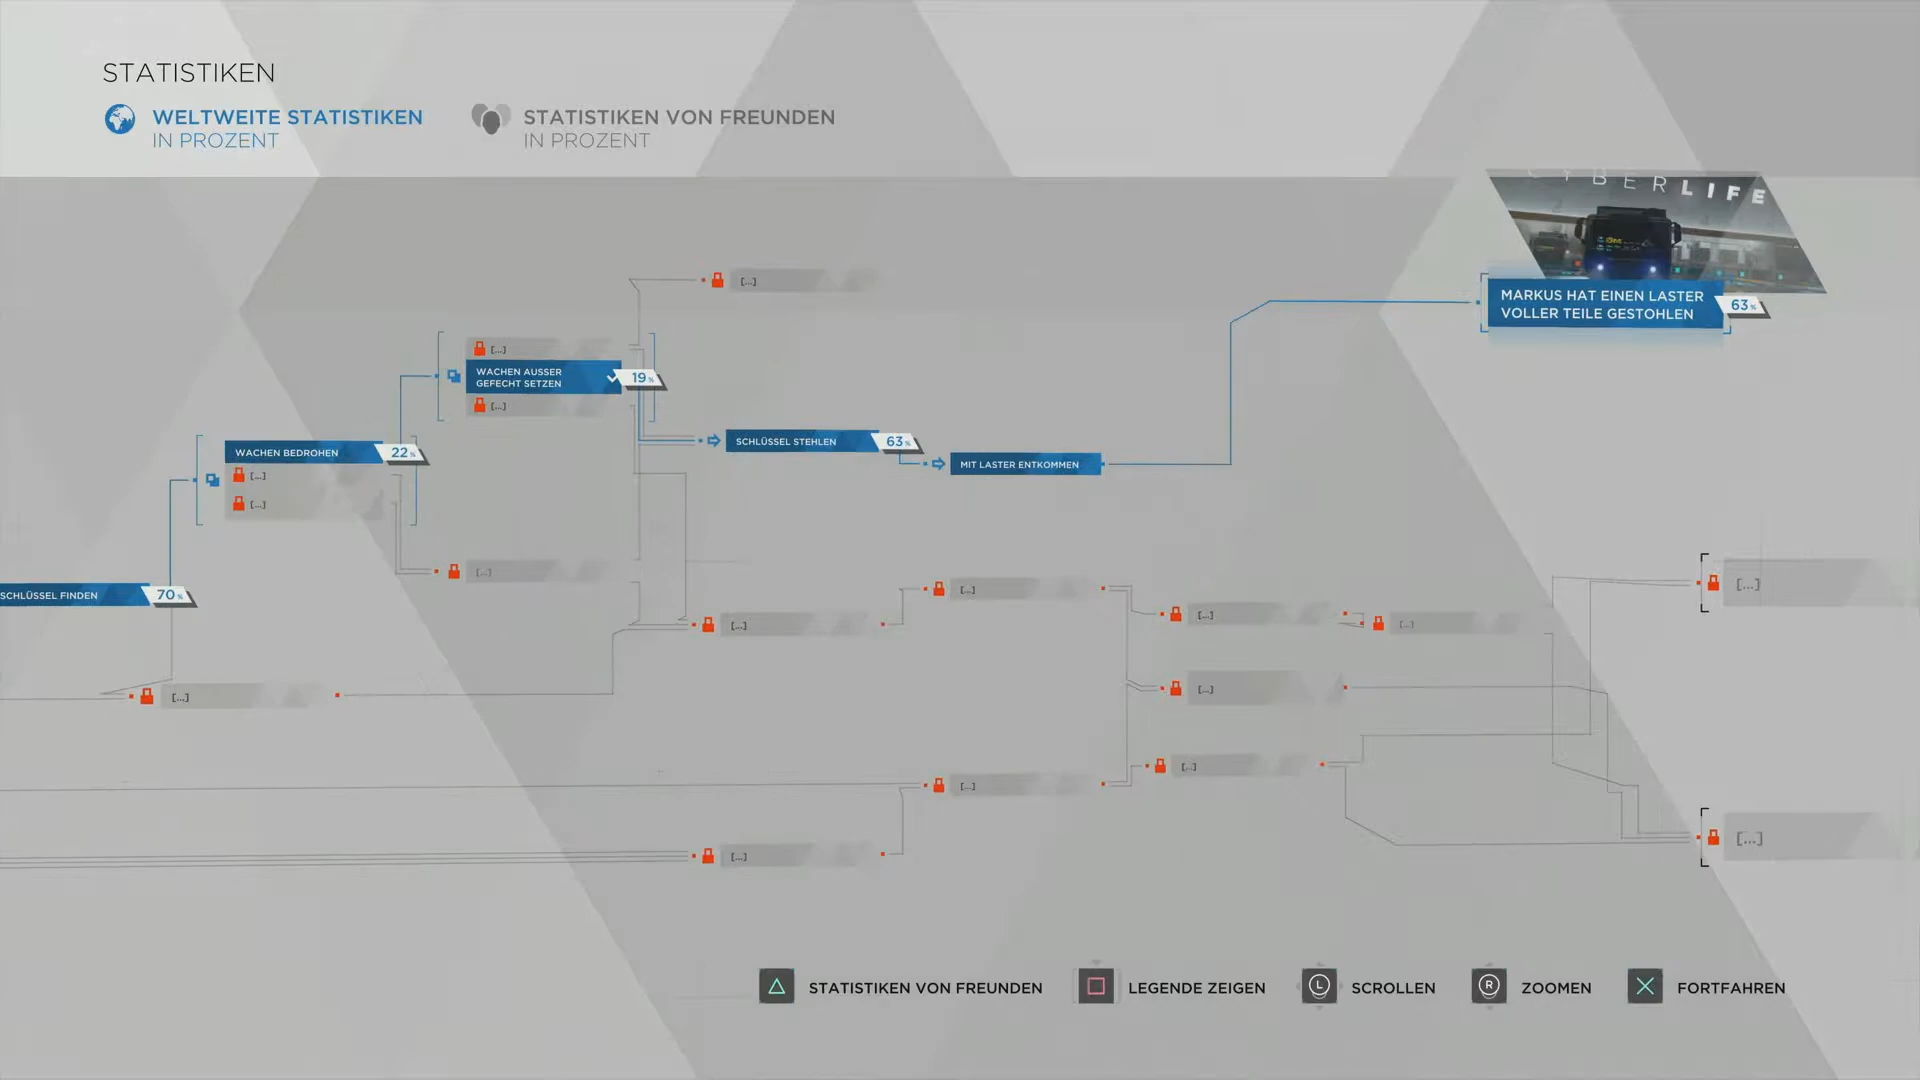 STATISTIKEN
WELTWEITE STATISTIKEN
IN PROZENT
STATISTIKEN VON FREUNDEN
IN PROZENT
CYBERLIFE
MARKUS HAT EINEN LASTER
VOLLER TEILE GESTOHLEN
63%
[...]
[...]
WACHEN AUSSER
GEFECHT SETZEN
19%
[...]
SCHLÜSSEL STEHLEN
63%
MIT LASTER ENTKOMMEN
WACHEN BEDROHEN
22%
[...]
[...]
[...]
SCHLÜSSEL FINDEN
70%
[...]
[...]
[...]
[...]
[...]
[...]
[...]
[...]
[...]
[...]
[...]
[...]
STATISTIKEN VON FREUNDEN
LEGENDE ZEIGEN
L
SCROLLEN
R
ZOOMEN
FORTFAHREN